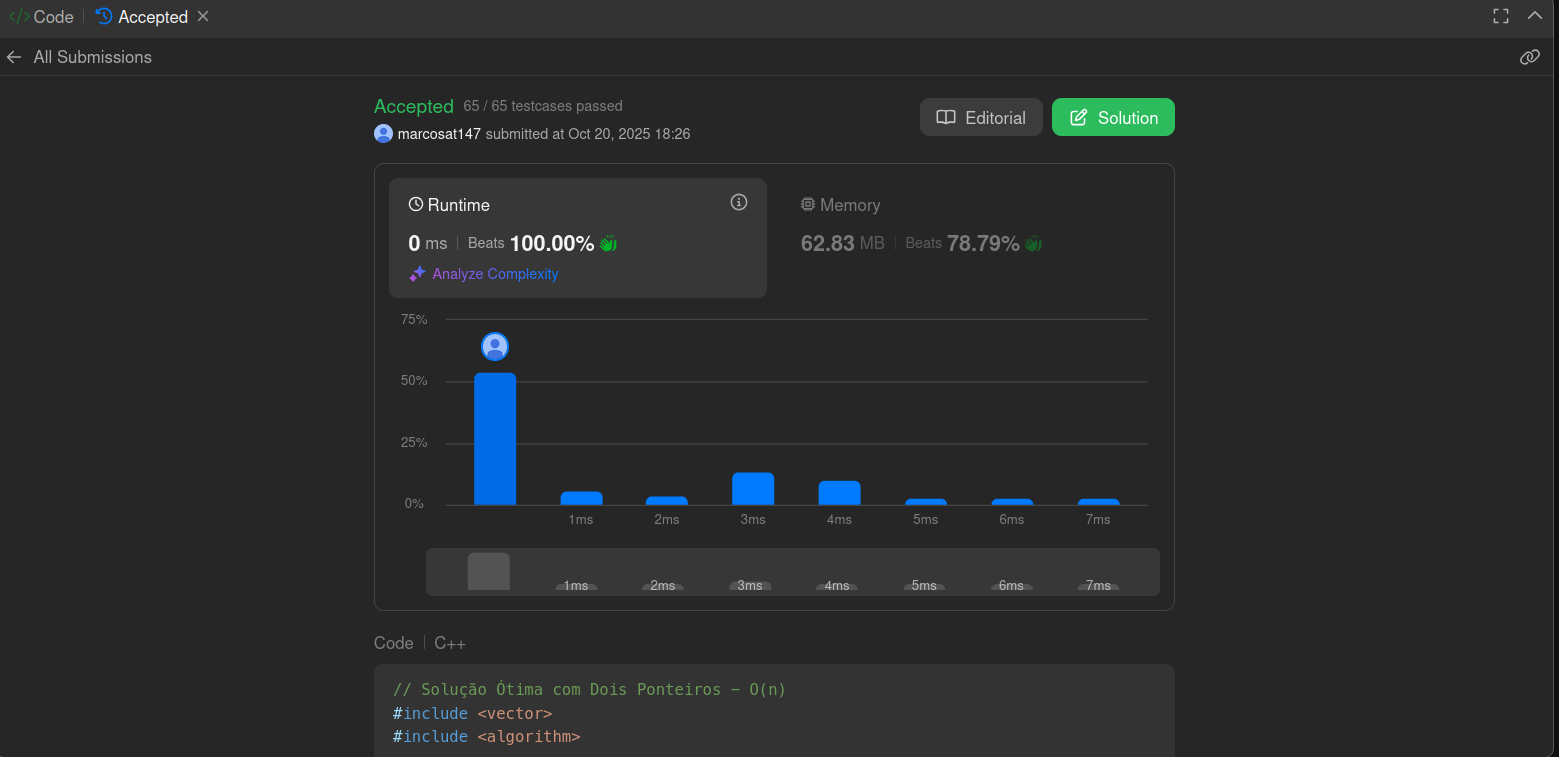 </> Code | Accepted
All Submissions
Accepted 65 / 65 testcases passed
marcosat147 submitted at Oct 20, 2025 18:26
Editorial
Solution
Runtime
0 ms | Beats 100.00%
Analyze Complexity
Memory
62.83 MB | Beats 78.79%
75%
50%
25%
0%
1ms 2ms 3ms 4ms 5ms 6ms 7ms
1ms 2ms 3ms 4ms 5ms 6ms 7ms
Code | C++
// Solução Ótima com Dois Ponteiros – O(n)
#include <vector>
#include <algorithm>